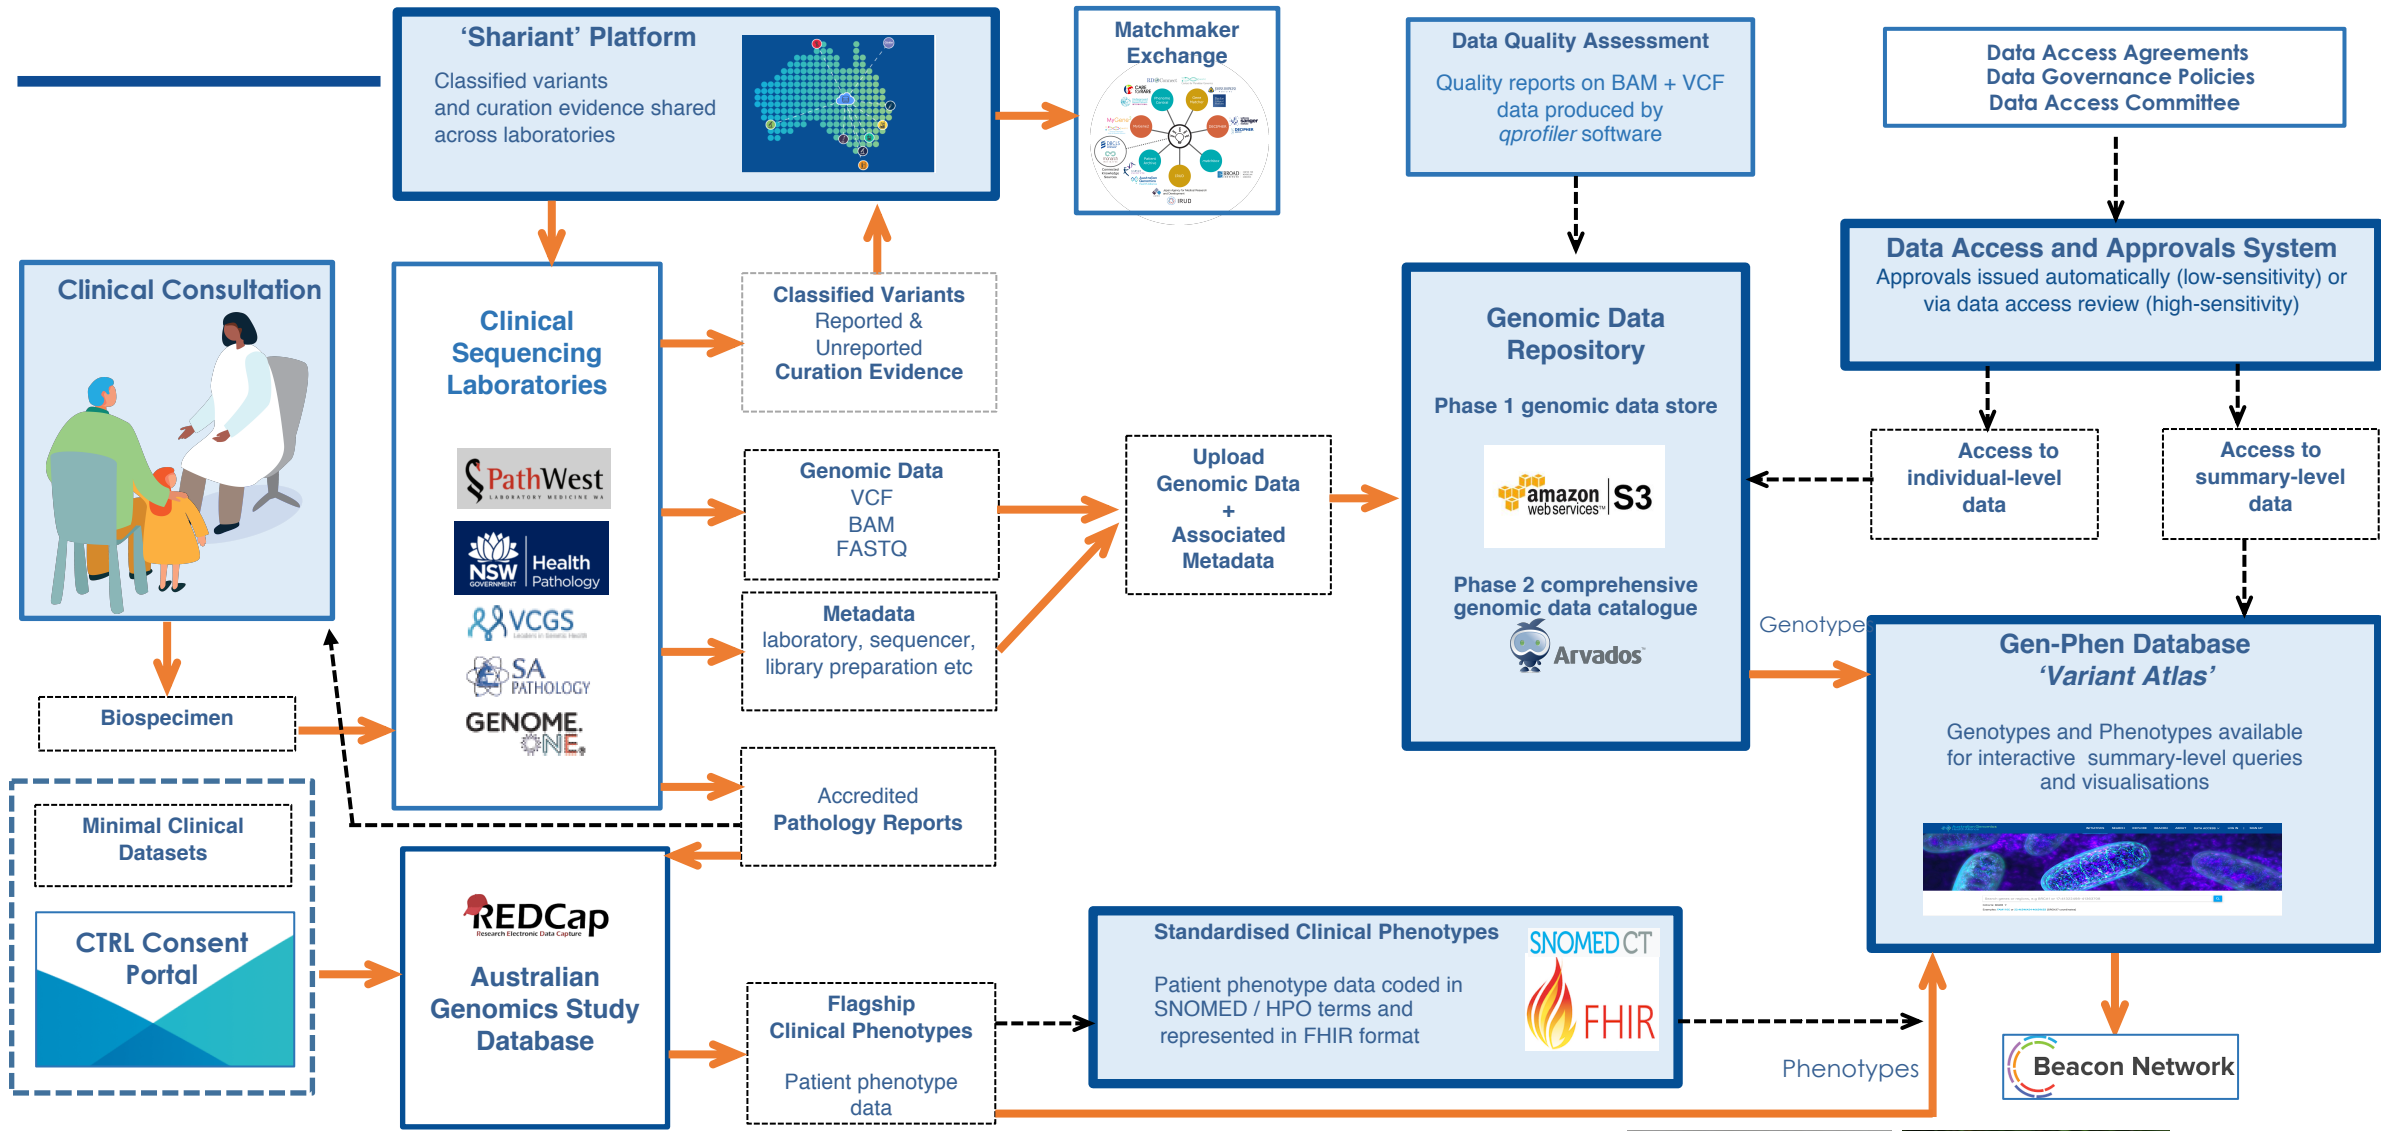 ‘Shariant’ Platform
Classified variants
and curation evidence shared
across laboratories
Matchmaker
Exchange
Data Quality Assessment
Quality reports on BAM + VCF
data produced by
qprofiler software
Data Access Agreements
Data Governance Policies
Data Access Committee
Data Access and Approvals System
Approvals issued automatically (low-sensitivity) or
via data access review (high-sensitivity)
Clinical Consultation
Clinical
Sequencing
Laboratories
PathWest
LABORATORY MEDICINE WA
NSW
GOVERNMENT
Health
Pathology
VCGS
SA
PATHOLOGY
GENOME.
ONE.
Classified Variants
Reported &
Unreported
Curation Evidence
Genomic Data
VCF
BAM
FASTQ
Metadata
laboratory, sequencer,
library preparation etc
Accredited
Pathology Reports
Upload
Genomic Data
+
Associated
Metadata
Genomic Data
Repository
Phase 1 genomic data store
amazon
webservices™
S3
Phase 2 comprehensive
genomic data catalogue
Arvados
Access to
individual-level
data
Access to
summary-level
data
Genotypes
Gen-Phen Database
‘Variant Atlas’
Genotypes and Phenotypes available
for interactive summary-level queries
and visualisations
Biospecimen
Minimal Clinical
Datasets
CTRL Consent
Portal
REDCap
Research Electronic Data Capture
Australian
Genomics Study
Database
Flagship
Clinical Phenotypes
Patient phenotype
data
Standardised Clinical Phenotypes
Patient phenotype data coded in
SNOMED / HPO terms and
represented in FHIR format
SNOMED CT
FHIR
Phenotypes
Beacon Network